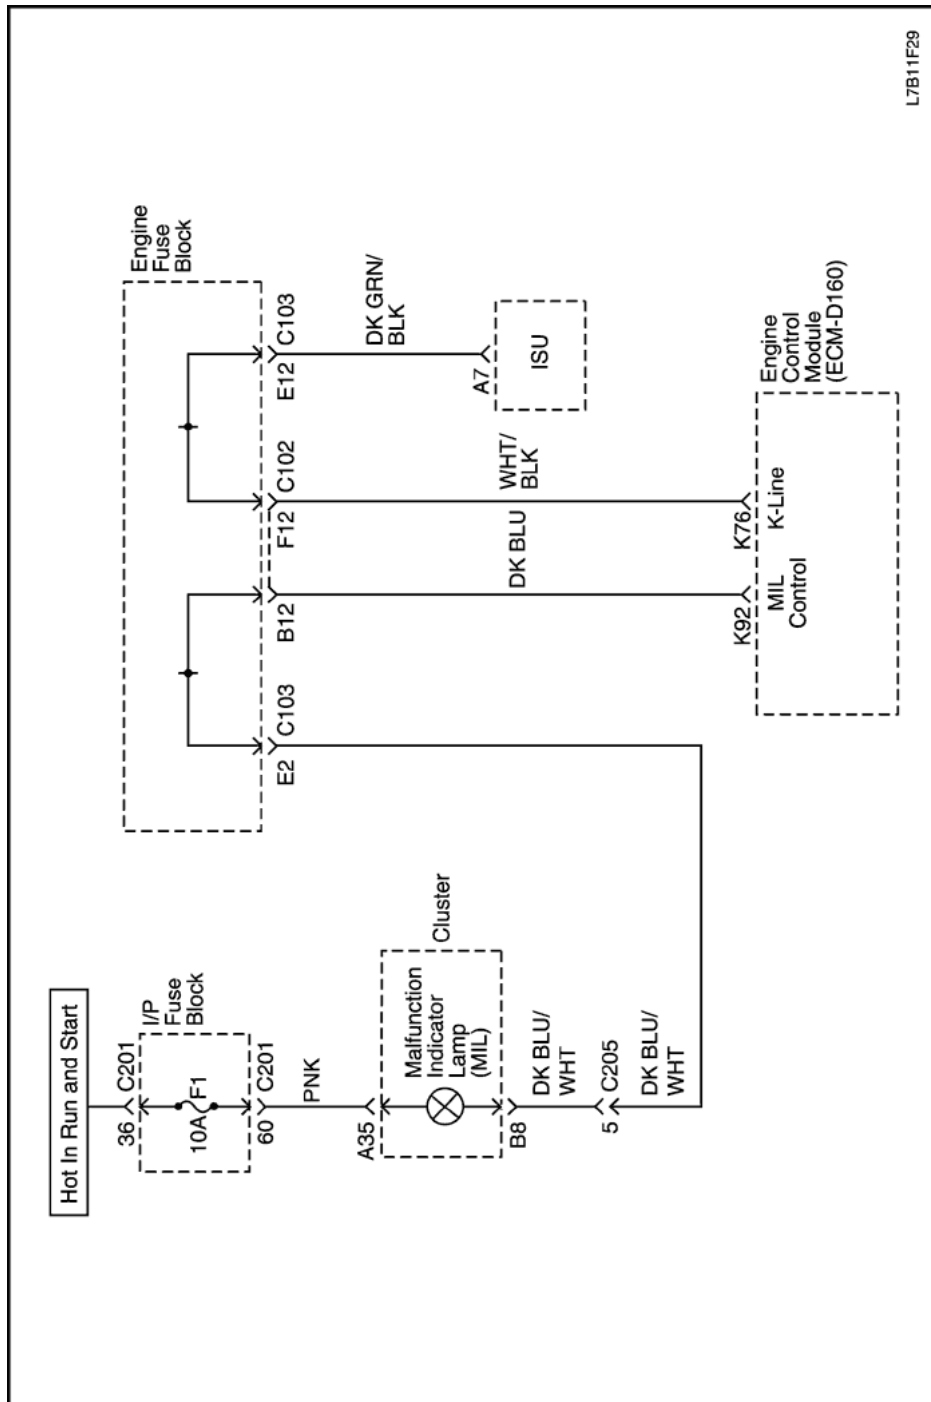 Hot In Run and Start
36
C201
I/P
Fuse
Block
10A
F1
60
C201
PNK
A35
Cluster
Malfunction
Indicator
Lamp
(MIL)
B8
DK BLU/
WHT
5
C205
DK BLU/
WHT
Engine
Fuse
Block
E2
C103
B12
F12
C102
E12
C103
DK BLU
WHT/
BLK
DK GRN/
BLK
A7
ISU
K92
MIL
Control
K76
K-Line
Engine
Control
Module
(ECM-D160)
L7B11F29